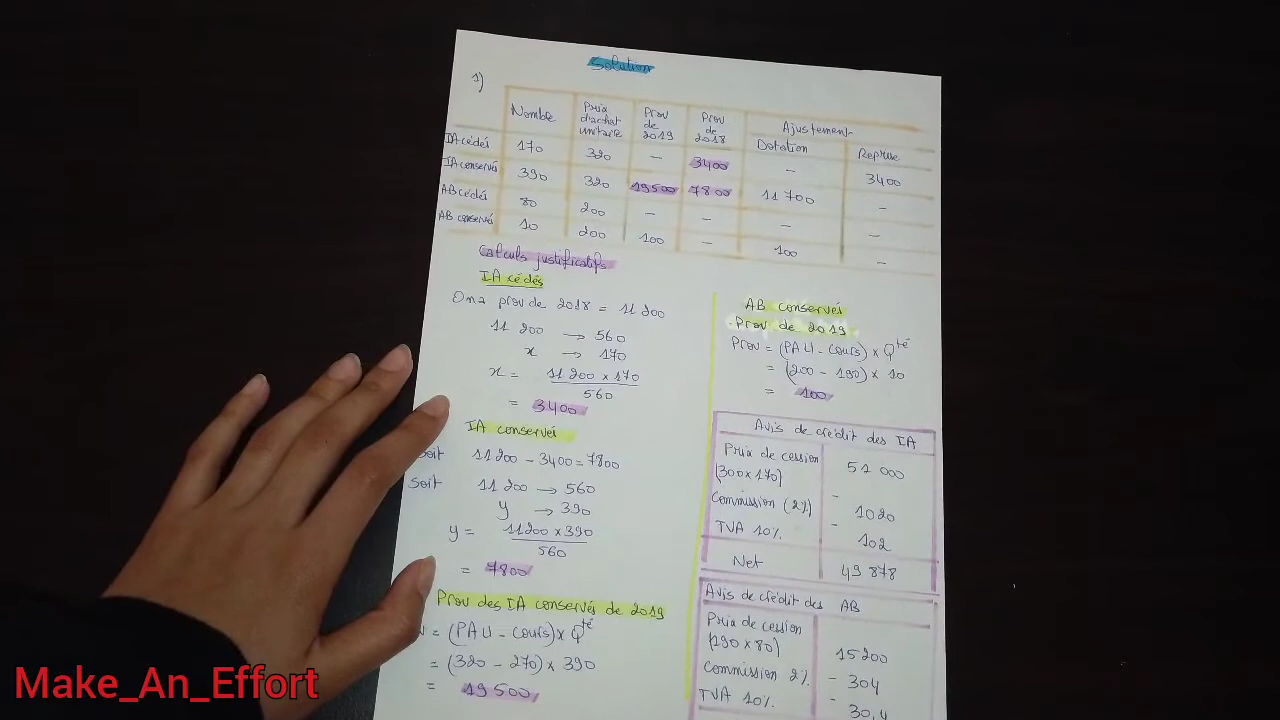 Solution
1)
Nombre Prix d'achat unitaire Prov de 2019 Prov de 2018 Ajustement
Dotation Reprise
IA cédés 170 320 - 3400 - 3400
IA conservés 390 320 19500 7800 11 700 -
AB cédés 80 200 - - - -
AB conservés 10 200 100 - 100 -
Calculs justificatifs
IA cédés
On a prov de 2018 = 11 200
11 200 → 560
x → 170
x = 11 200 x 170
560
= 3400
IA conservés
soit 11 200 - 3400 = 7800
soit 11 200 → 560
y → 390
y = 11200 x 390
560
= 7800
Prov des IA conservés de 2019
= (PAU - cours) x Qté
= (320 - 270) x 390
= 19 500
AB conservés
. Prov de 2019
Prov = (PAU - cours) x Qté
= (200 - 190) x 10
= 100
Avis de crédit des IA
Prix de cession 51 000
(300 x 170)
Commission (2%) - 1020
TVA 10%. - 102
Net 49 878
Avis de crédit des AB
Prix de cession
(190 x 80) 15200
Commission 2%. - 304
TVA 10%. - 30,4
Make_An_Effort